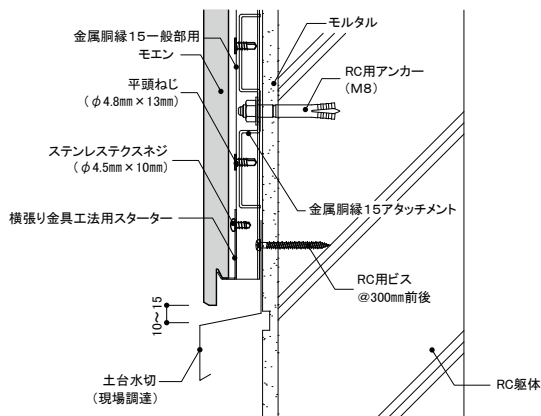 金属胴縁15一般部用
モエン
平頭ねじ
(φ4.8mm×13mm)
ステンレステクスネジ
(φ4.5mm×10mm)
横張り金具工法用スターター
10~15
土台水切
(現場調達)
モルタル
RC用アンカー
(M8)
金属胴縁15アタッチメント
RC用ビス
@300mm前後
RC躯体